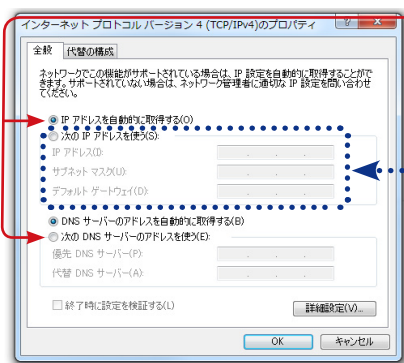 インターネット プロトコル バージョン 4 (TCP/IPv4)のプロパティ
全般
代替の構成
ネットワークでこの機能がサポートされている場合は、IP 設定を自動的に取得することがで
きます。サポートされていない場合は、ネットワーク管理者に適切な IP 設定を問い合わせ
てください。
IP アドレスを自動的に取得する(O)
次の IP アドレスを使う(S):
IP アドレス(I):
サブネット マスク(U):
デフォルト ゲートウェイ(D):
DNS サーバーのアドレスを自動的に取得する(B)
次の DNS サーバーのアドレスを使う(E):
優先 DNS サーバー(P):
代替 DNS サーバー(A):
終了時に設定を検証する(L)
詳細設定(V)...
OK
キャンセル